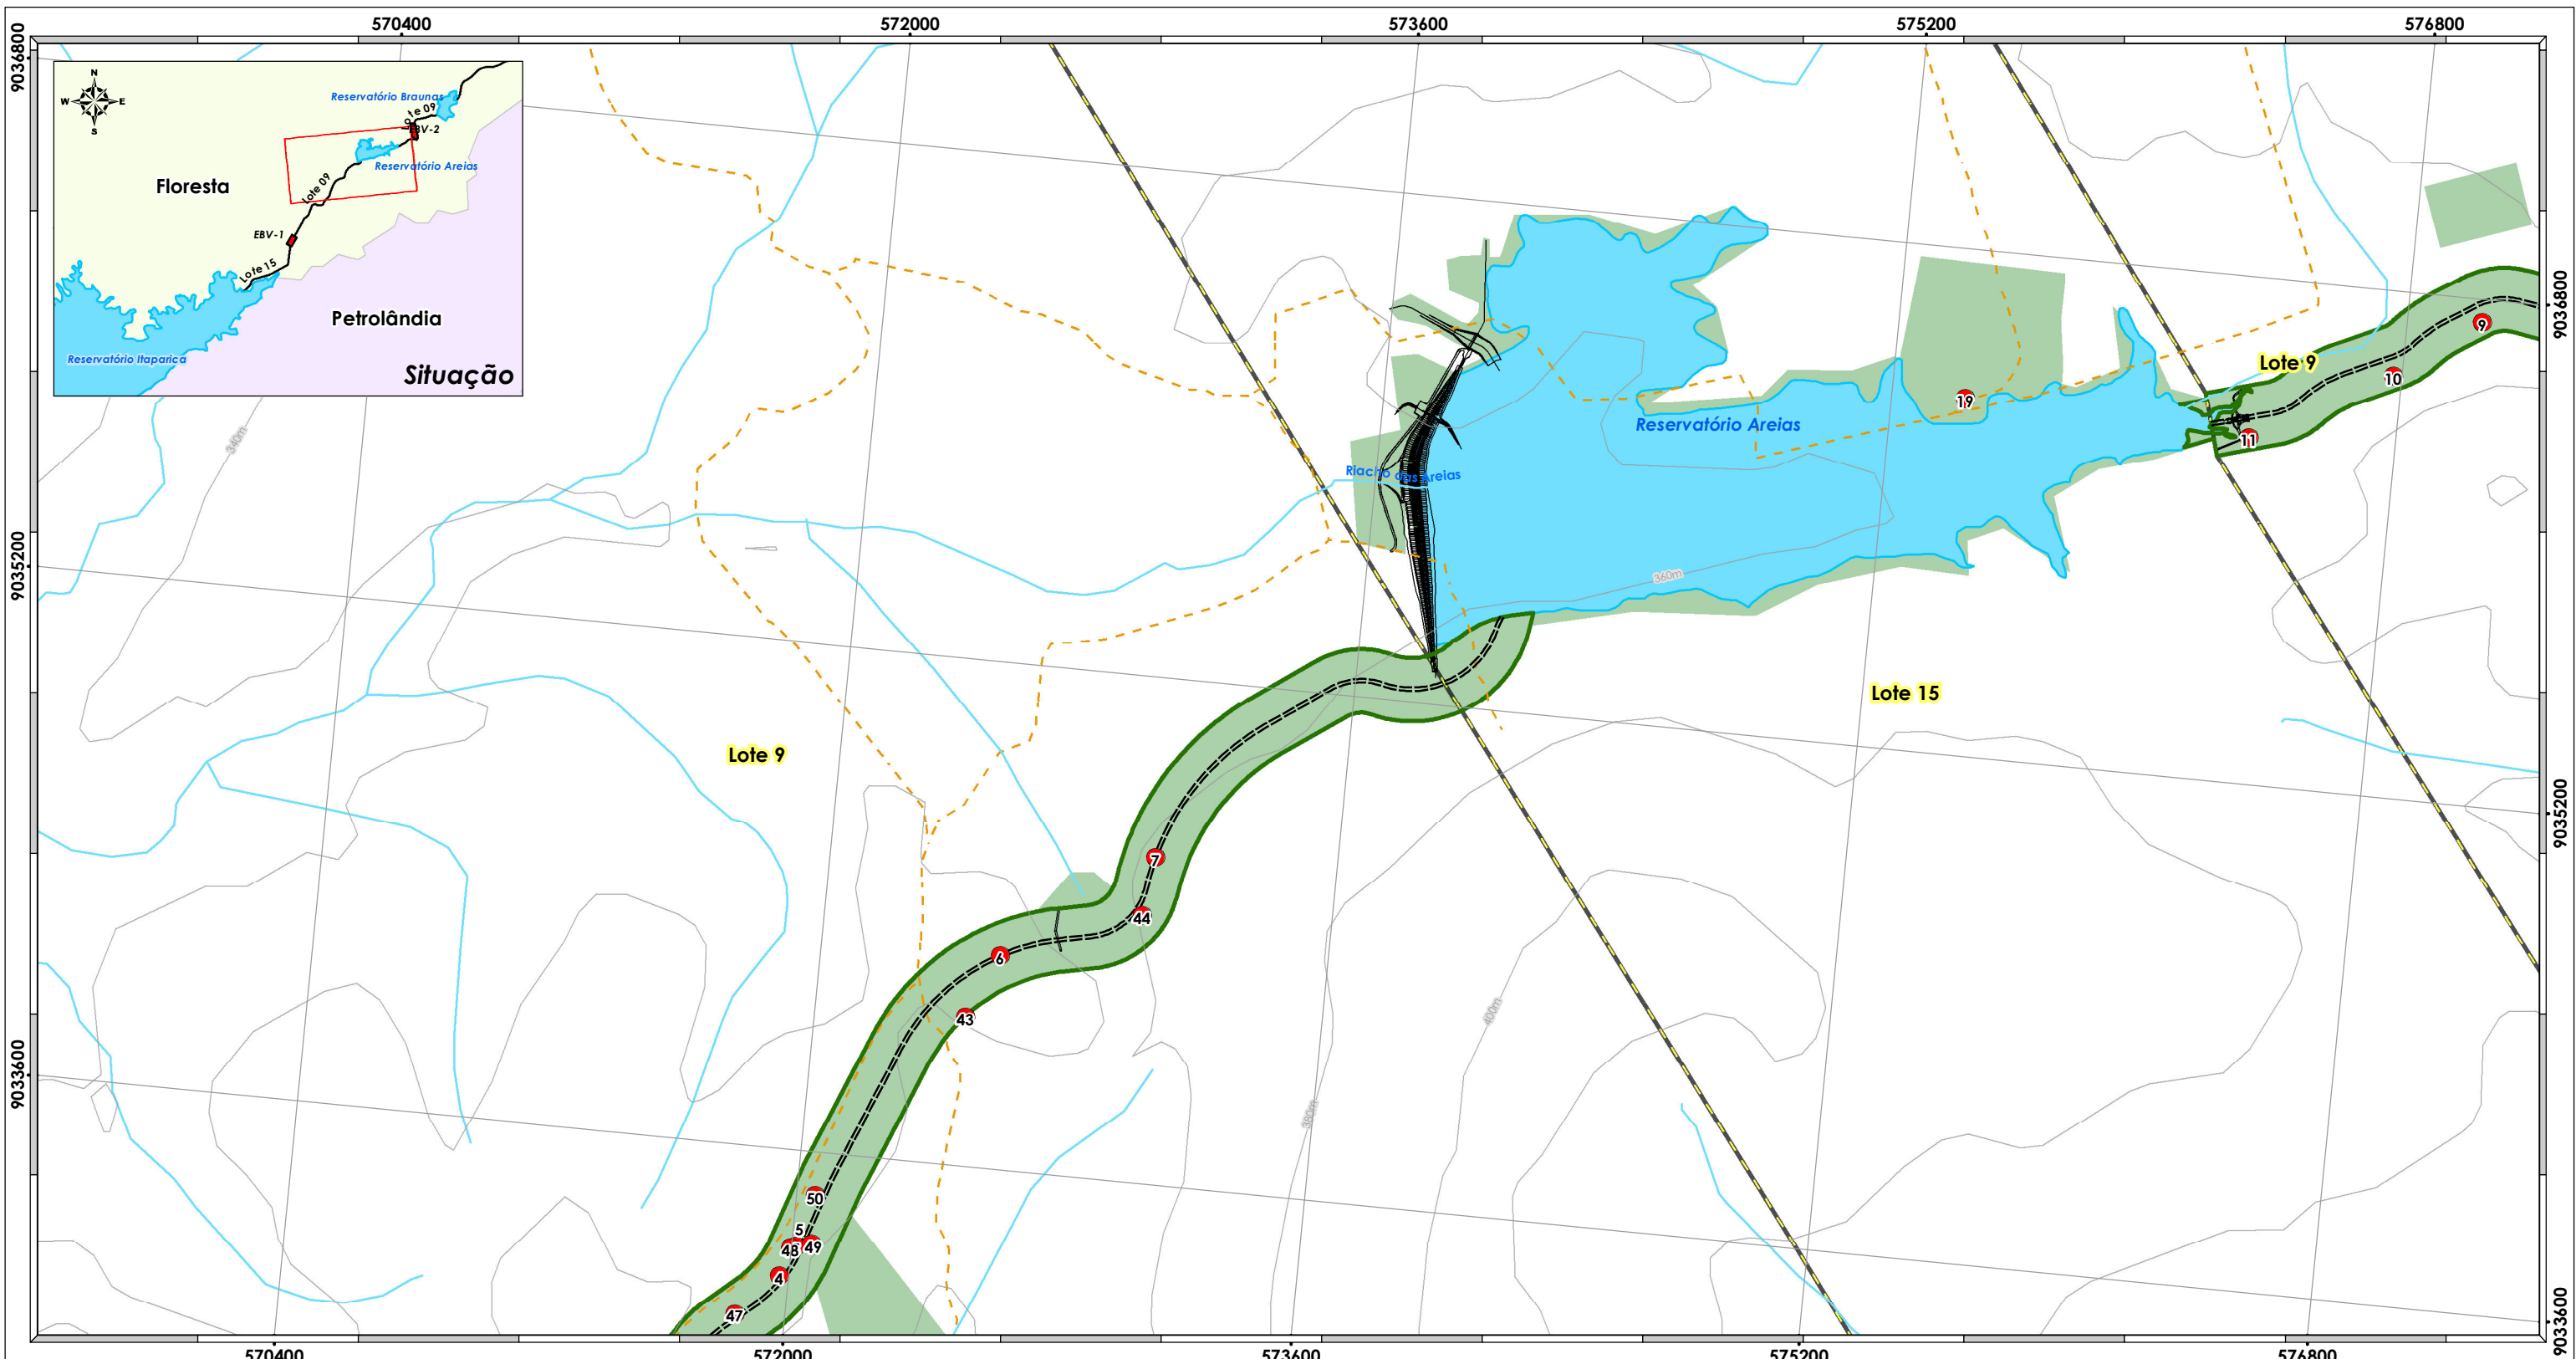 570400
572000
573600
575200
576800
9036800
N
W E
S
Reservatório Braunas
Lote 09
EBV-2
Reservatório Areias
Floresta
Lote 09
EBV-1
Lote 15
Petrolândia
Reservatório Itaparica
Situação
9036800
9
Lote 9
10
19
11
340m
Reservatório Areias
Riacho das Areias
9035200
360m
Lote 15
Lote 9
9035200
7
44
6
43
400m
380m
9033600
50
5
48
49
4
47
9033600
570400
572000
573600
575200
576800